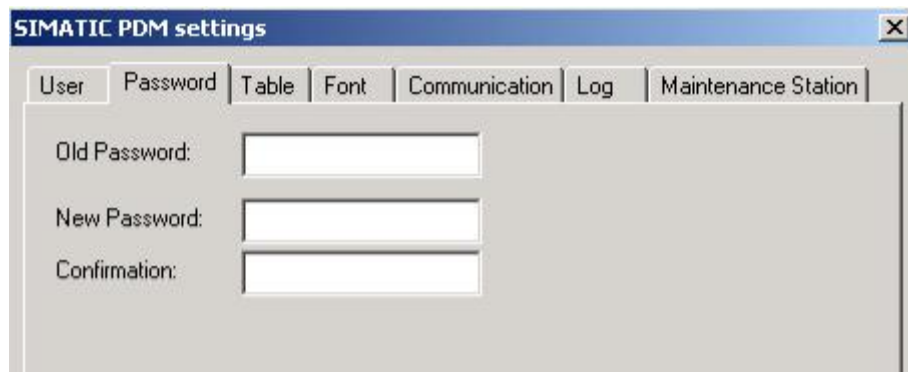 SIMATIC PDM settings
User Password Table Font Communication Log Maintenance Station
Old Password:
New Password:
Confirmation: